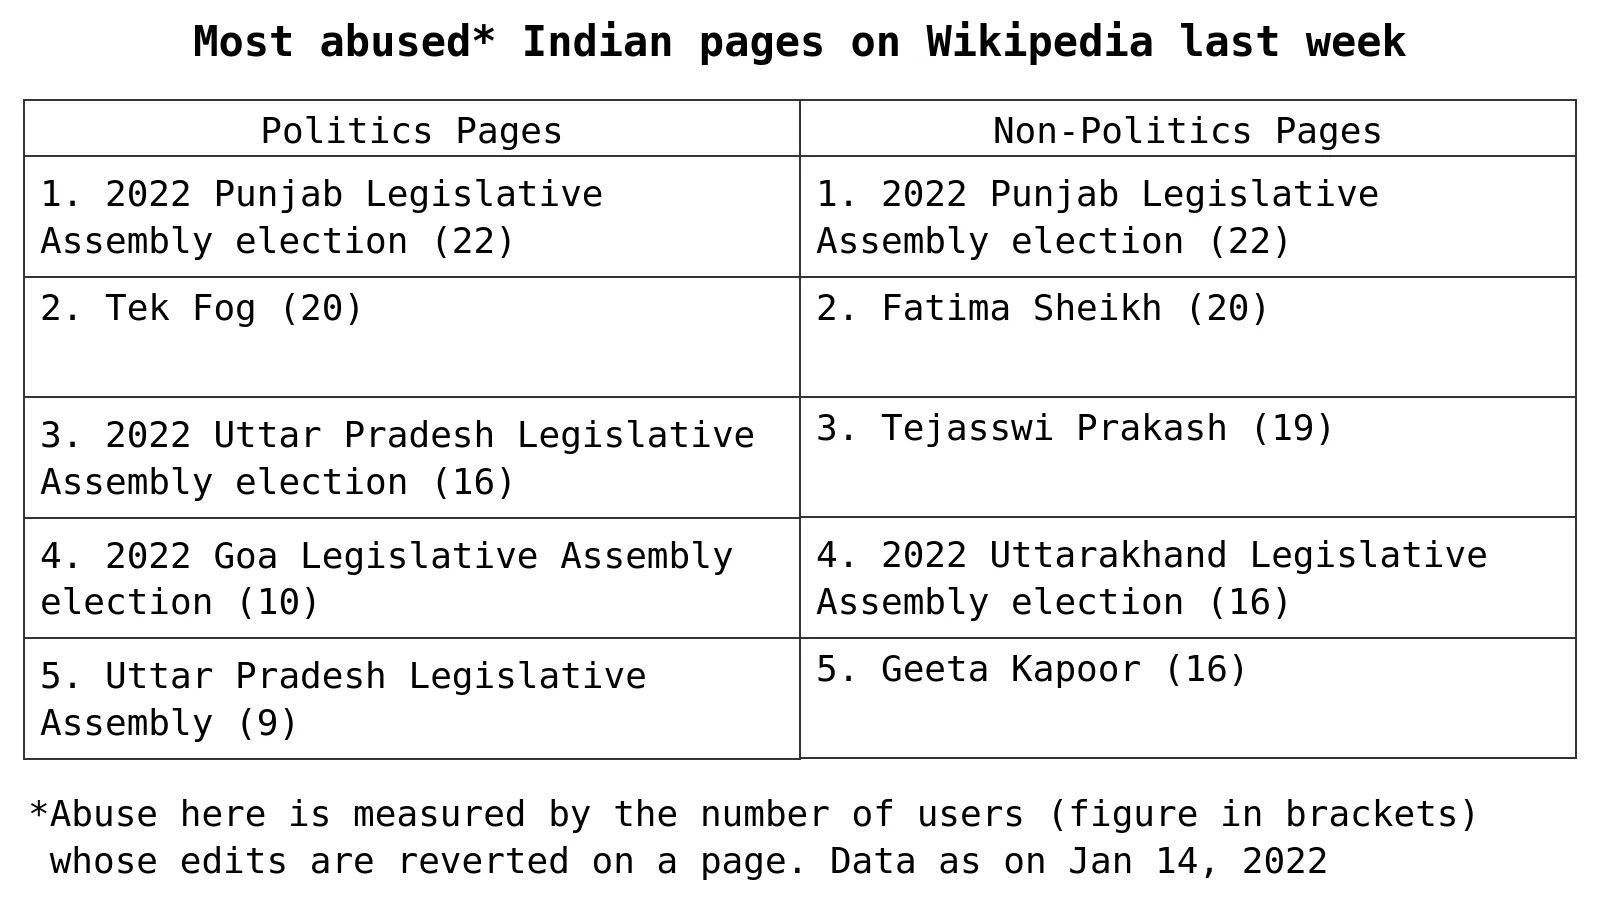 Most abused* Indian pages on Wikipedia last week
Politics Pages
Non-Politics Pages
1. 2022 Punjab Legislative
Assembly election (22)
1. 2022 Punjab Legislative
Assembly election (22)
2. Tek Fog (20)
2. Fatima Sheikh (20)
3. 2022 Uttar Pradesh Legislative
Assembly election (16)
3. Tejasswi Prakash (19)
4. 2022 Goa Legislative Assembly
election (10)
4. 2022 Uttarakhand Legislative
Assembly election (16)
5. Uttar Pradesh Legislative
Assembly (9)
5. Geeta Kapoor (16)
*Abuse here is measured by the number of users (figure in brackets)
whose edits are reverted on a page. Data as on Jan 14, 2022